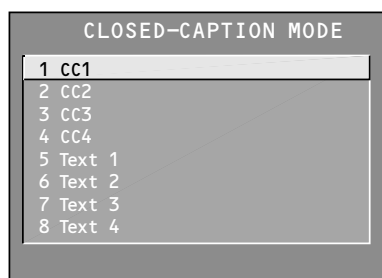 CLOSED-CAPTION MODE
1 CC1
2 CC2
3 CC3
4 CC4
5 Text 1
6 Text 2
7 Text 3
8 Text 4